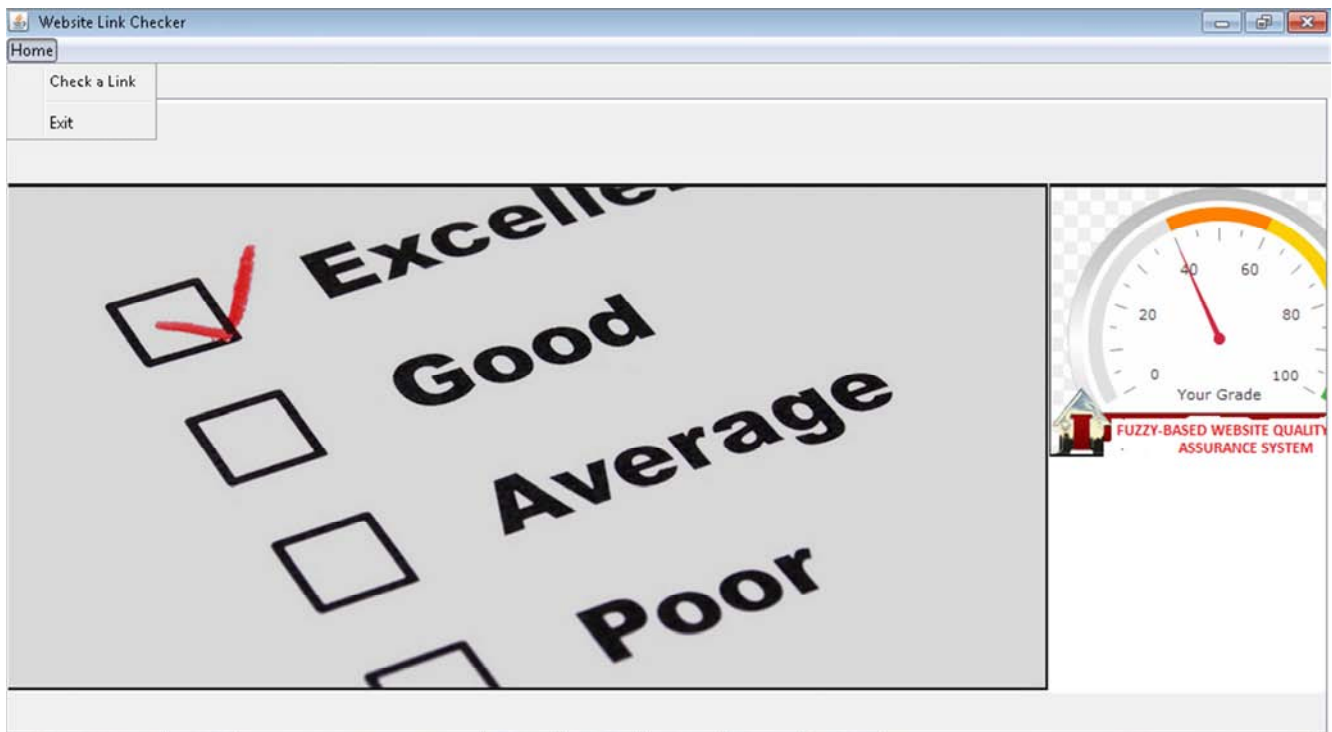 Website Link Checker
Home
Check a Link
Exit
Excelle
Good
Average
Poor
40
60
20
80
0
100
Your Grade
FUZZY-BASED WEBSITE QUALITY
ASSURANCE SYSTEM